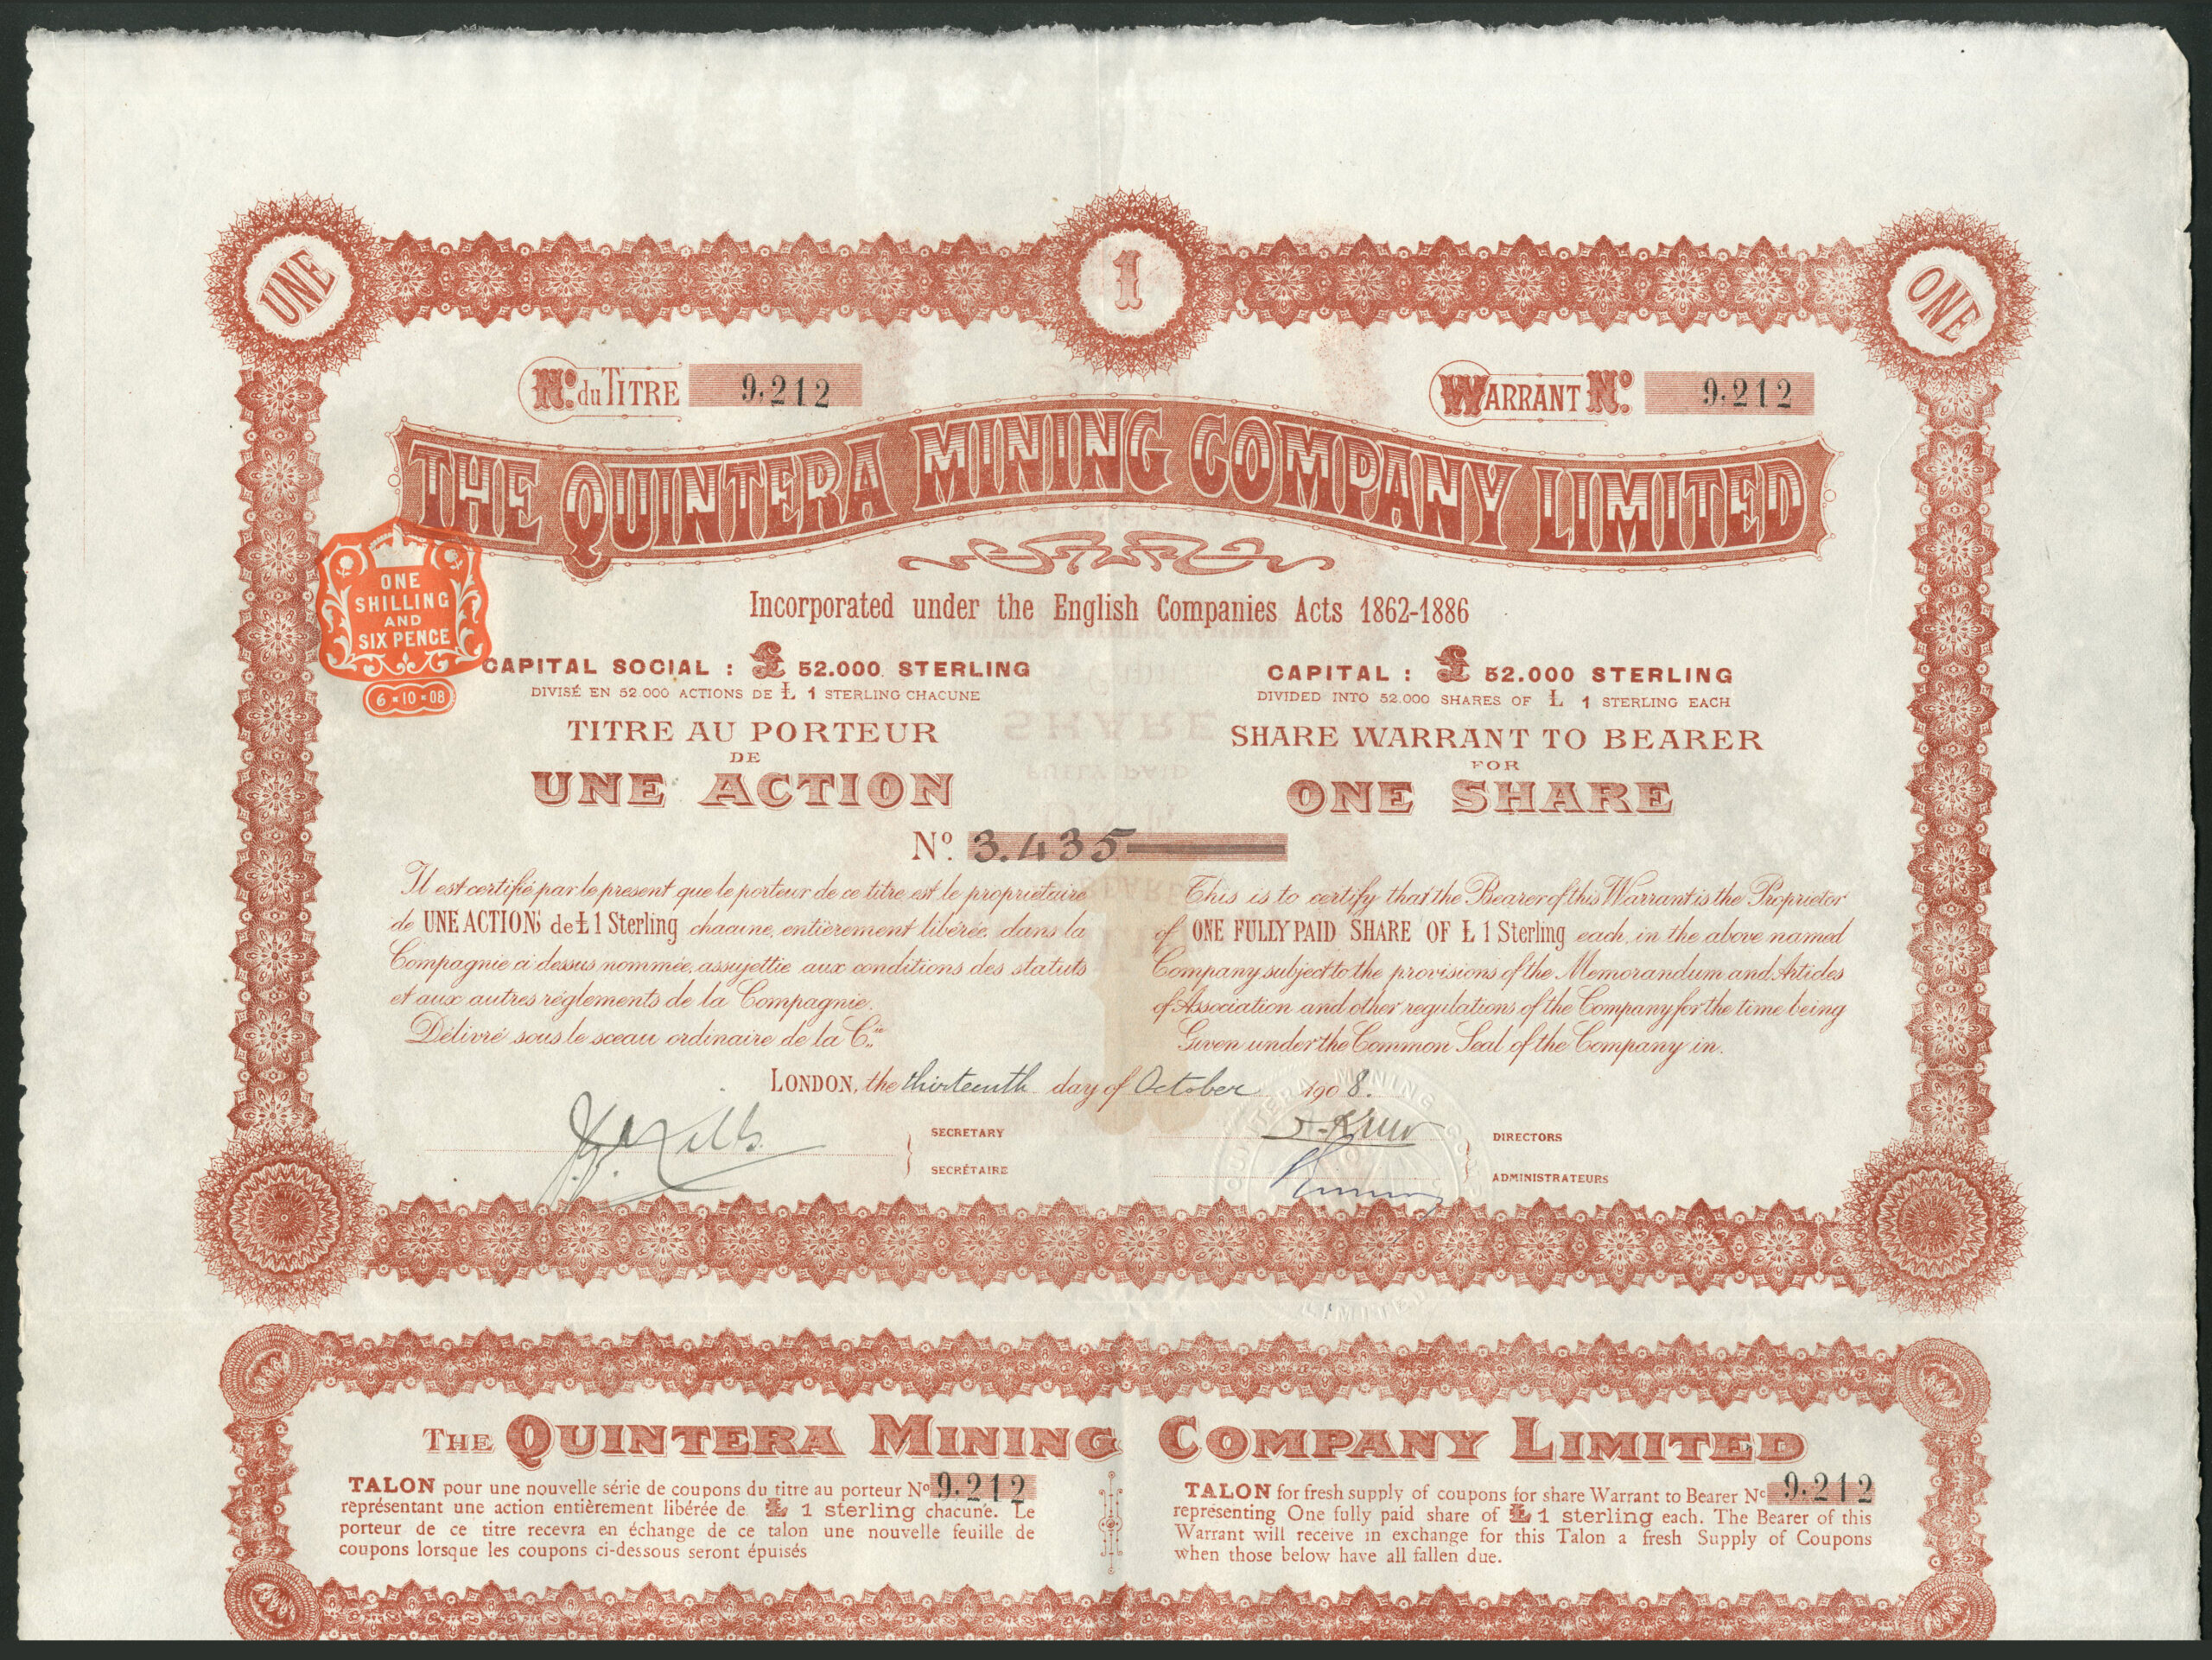 UNE
1
ONE
No. du TITRE 9.212
WARRANT No. 9.212
THE QUINTERA MINING COMPANY LIMITED
ONE
SHILLING
AND
SIX PENCE
6·10·08
Incorporated under the English Companies Acts 1862-1886
CAPITAL SOCIAL : £ 52.000 STERLING
DIVISÉ EN 52.000 ACTIONS DE £ 1 STERLING CHACUNE
TITRE AU PORTEUR
DE
UNE ACTION
CAPITAL : £ 52.000 STERLING
DIVIDED INTO 52.000 SHARES OF £ 1 STERLING EACH
SHARE WARRANT TO BEARER
FOR
ONE SHARE
No. 3.435
Il est certifié par le present que le porteur de ce titre est le propriétaire
de UNE ACTION de £ 1 Sterling chacune, entièrement libérée, dans la
Compagnie ci dessus nommée, assujettie aux conditions des statuts
et aux autres réglements de la Compagnie.
Délivré sous le sceau ordinaire de la Cie
This is to certify that the Bearer of this Warrant is the Proprietor
of ONE FULLY PAID SHARE OF £ 1 Sterling each, in the above named
Company subject to the provisions of the Memorandum and Articles
of Association and other regulations of the Company for the time being
Given under the Common Seal of the Company in.
LONDON, the thirteenth day of October 1908.
SECRETARY
SECRÉTAIRE
DIRECTORS
ADMINISTRATEURS
QUINTERA MINING
LIMITED
THE QUINTERA MINING COMPANY LIMITED
TALON pour une nouvelle série de coupons du titre au porteur No 9.212
représentant une action entièrement libérée de £ 1 sterling chacune. Le
porteur de ce titre recevra en échange de ce talon une nouvelle feuille de
coupons lorsque les coupons ci-dessous seront épuisés
TALON for fresh supply of coupons for share Warrant to Bearer No 9.212
representing One fully paid share of £ 1 sterling each. The Bearer of this
Warrant will receive in exchange for this Talon a fresh Supply of Coupons
when those below have all fallen due.